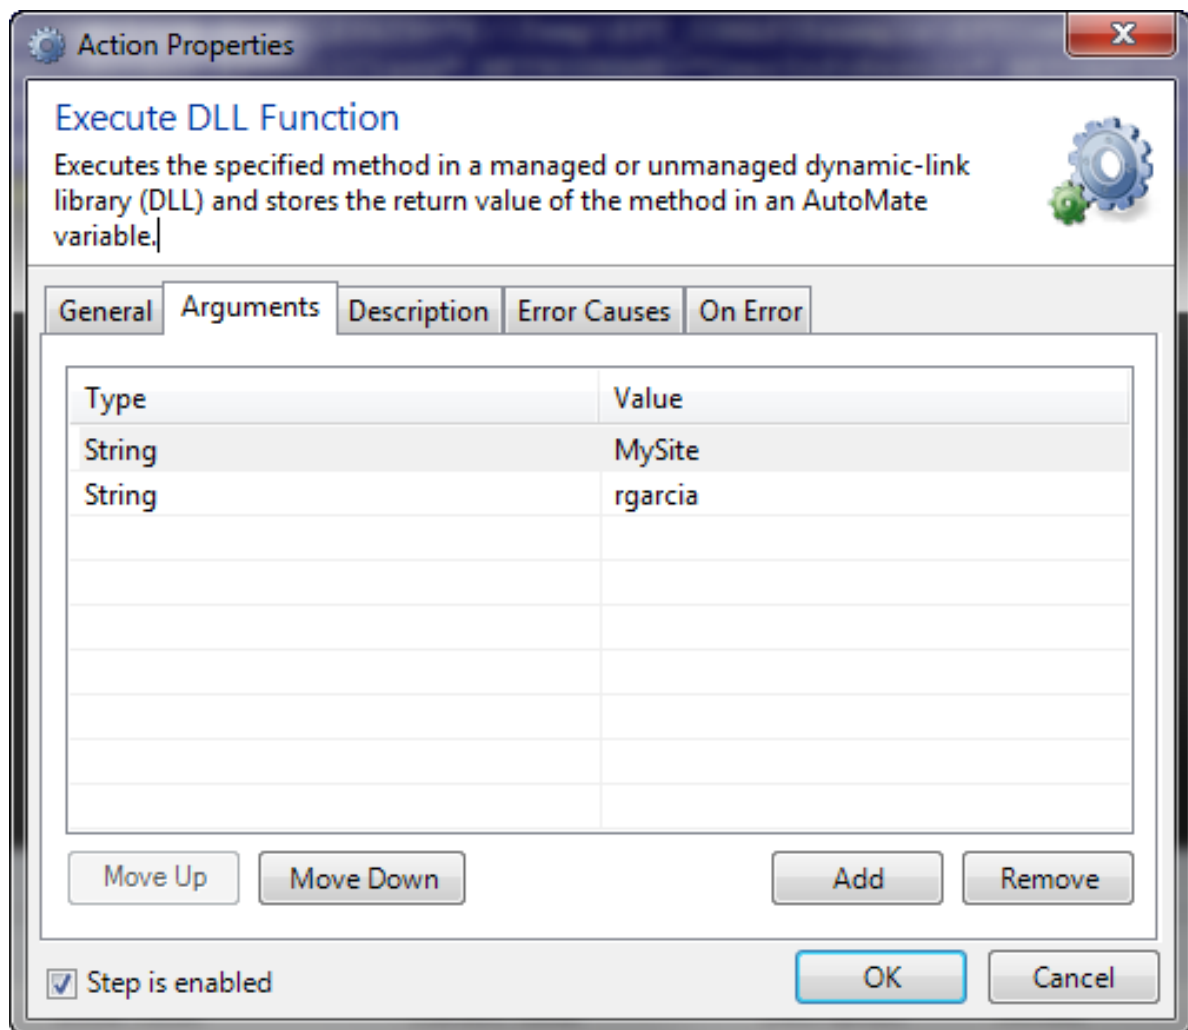 Action Properties
Execute DLL Function
Executes the specified method in a managed or unmanaged dynamic-link
library (DLL) and stores the return value of the method in an AutoMate
variable.
General Arguments Description Error Causes On Error
Type Value
String MySite
String rgarcia
Move Up Move Down Add Remove
Step is enabled OK Cancel